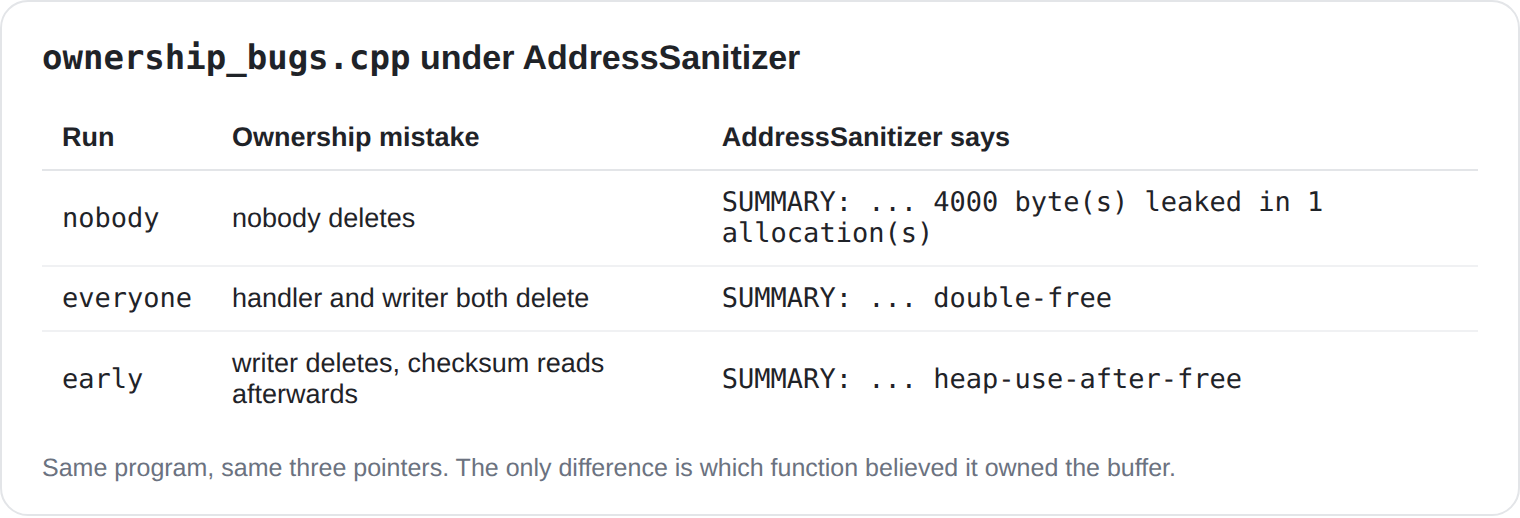 ownership_bugs.cpp under AddressSanitizer
Run Ownership mistake AddressSanitizer says
nobody nobody deletes SUMMARY: ... 4000 byte(s) leaked in 1
allocation(s)
everyone handler and writer both delete SUMMARY: ... double-free
early writer deletes, checksum reads
afterwards SUMMARY: ... heap-use-after-free
Same program, same three pointers. The only difference is which function believed it owned the buffer.